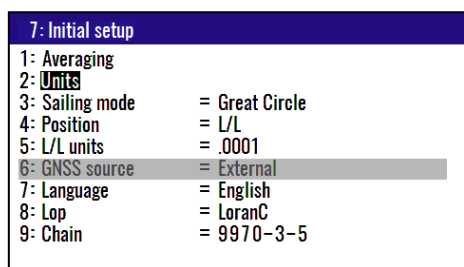 7: Initial setup
1: Averaging
2: Units
3: Sailing mode = Great Circle
4: Position = L/L
5: L/L units = .0001
6: GNSS source = External
7: Language = English
8: Lop = LoranC
9: Chain = 9970-3-5